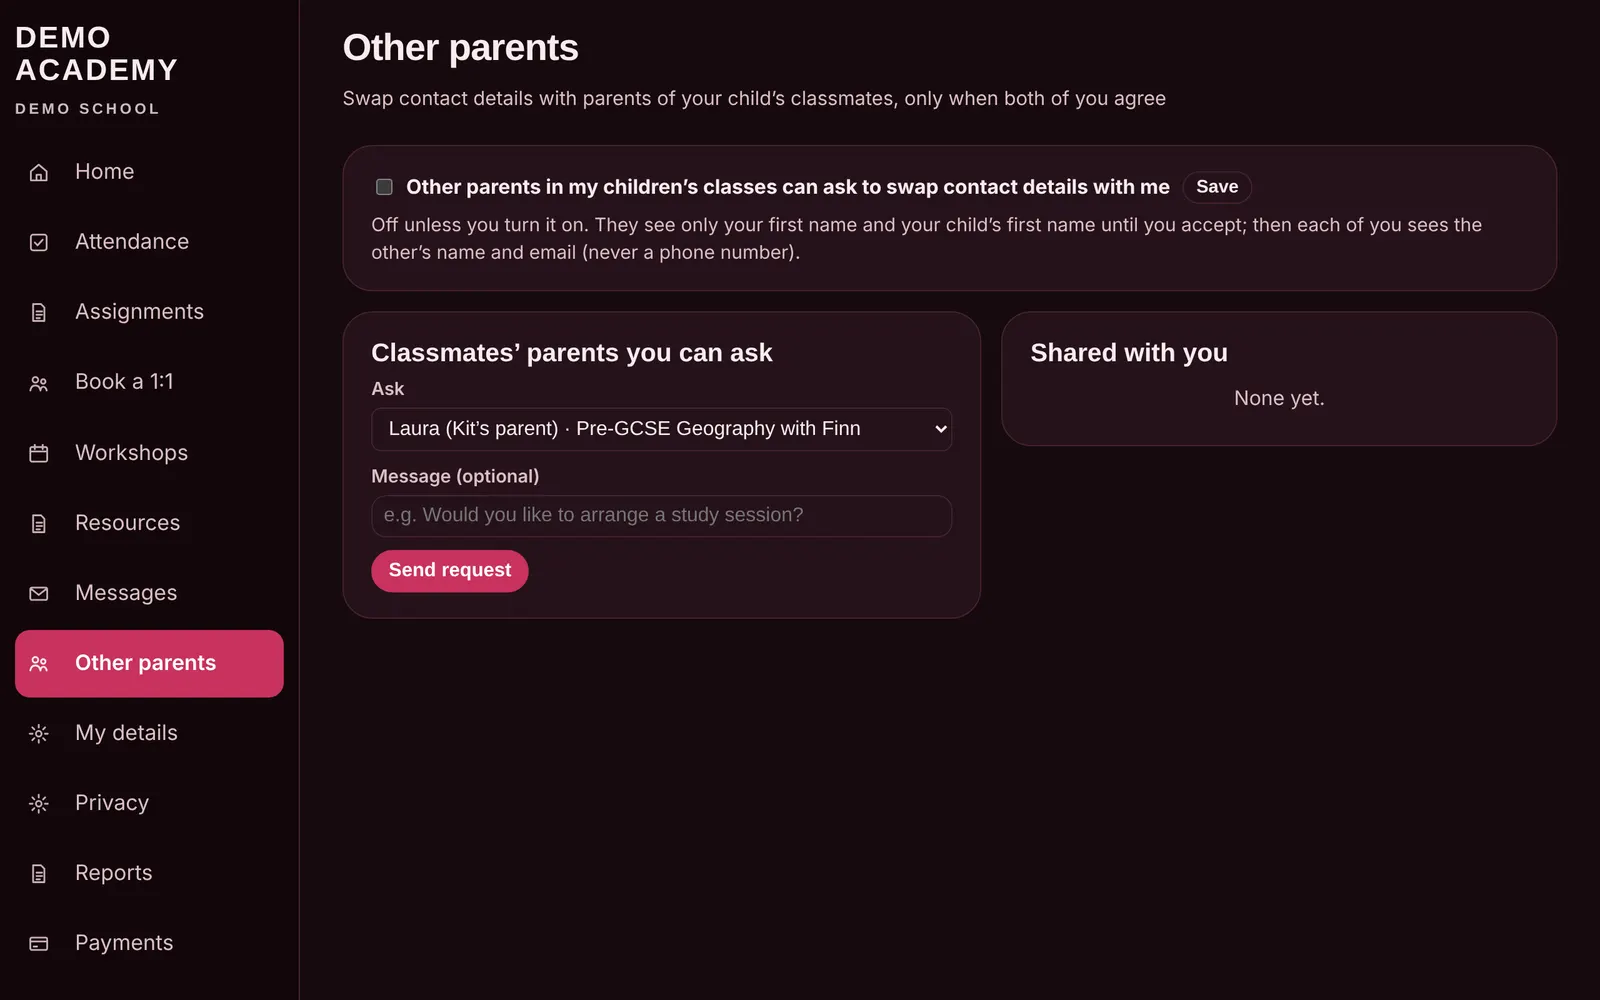 DEMO
ACADEMY
DEMO SCHOOL
Home
Attendance
Assignments
Book a 1:1
Workshops
Resources
Messages
Other parents
My details
Privacy
Reports
Payments
Other parents
Swap contact details with parents of your child’s classmates, only when both of you agree
Other parents in my children’s classes can ask to swap contact details with me
Save
Off unless you turn it on. They see only your first name and your child’s first name until you accept; then each of you sees the
other’s name and email (never a phone number).
Classmates’ parents you can ask
Ask
Laura (Kit’s parent) · Pre-GCSE Geography with Finn
Message (optional)
e.g. Would you like to arrange a study session?
Send request
Shared with you
None yet.